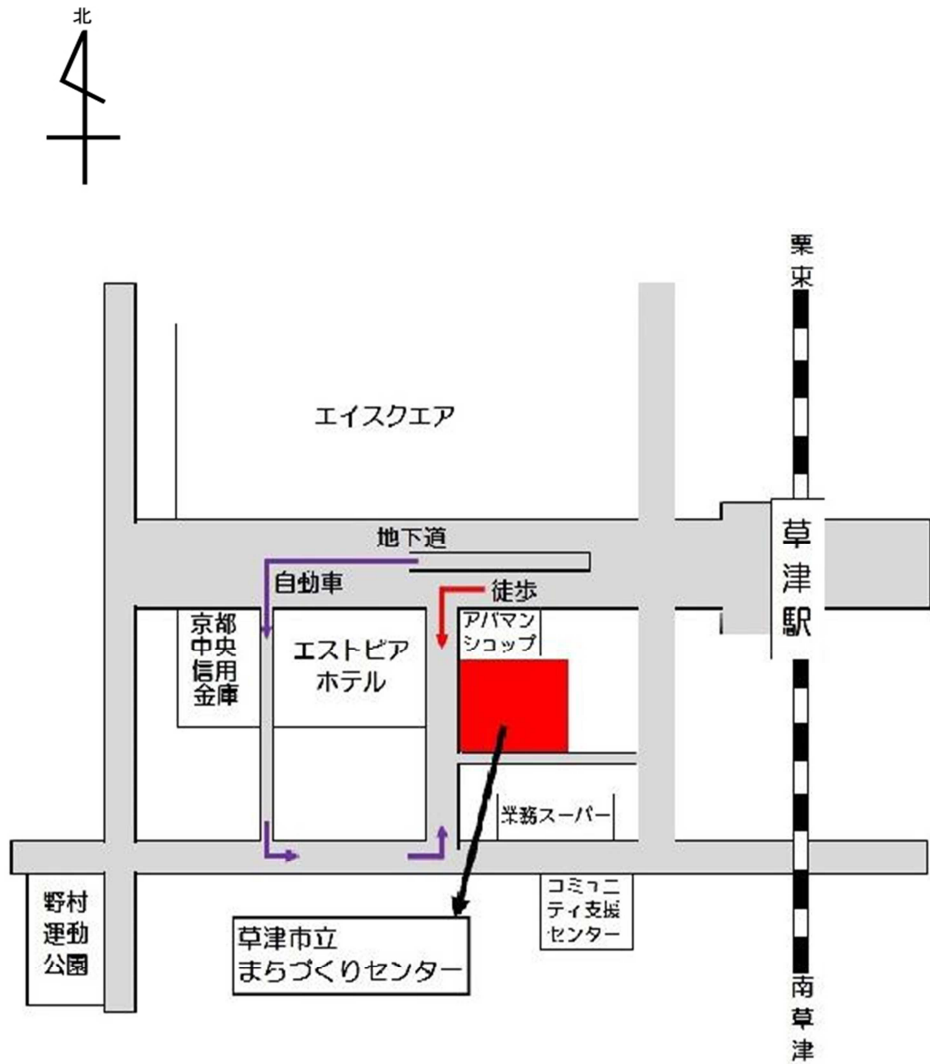 北
栗東
エイスクエア
草津駅
地下道
自動車
徒歩
京都
中央
信用
金庫
エストピア
ホテル
アパマン
ショップ
業務スーパー
野村
運動
公園
コミュニ
ティ支援
センター
草津市立
まちづくりセンター
南草津